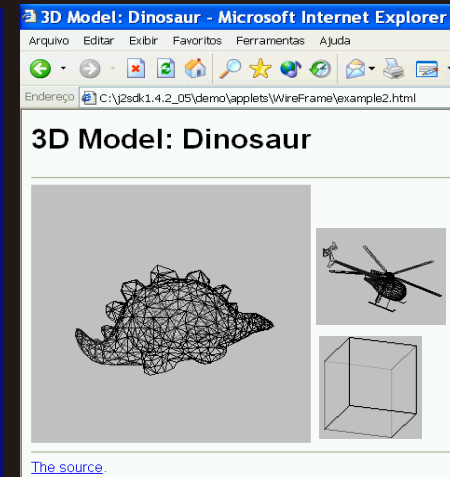 3D Model: Dinosaur - Microsoft Internet Explorer
Arquivo Editar Exibir Favoritos Ferramentas Ajuda
Endereço C:\j2sdk1.4.2_05\demo\applets\WireFrame\example2.html
3D Model: Dinosaur
The source.